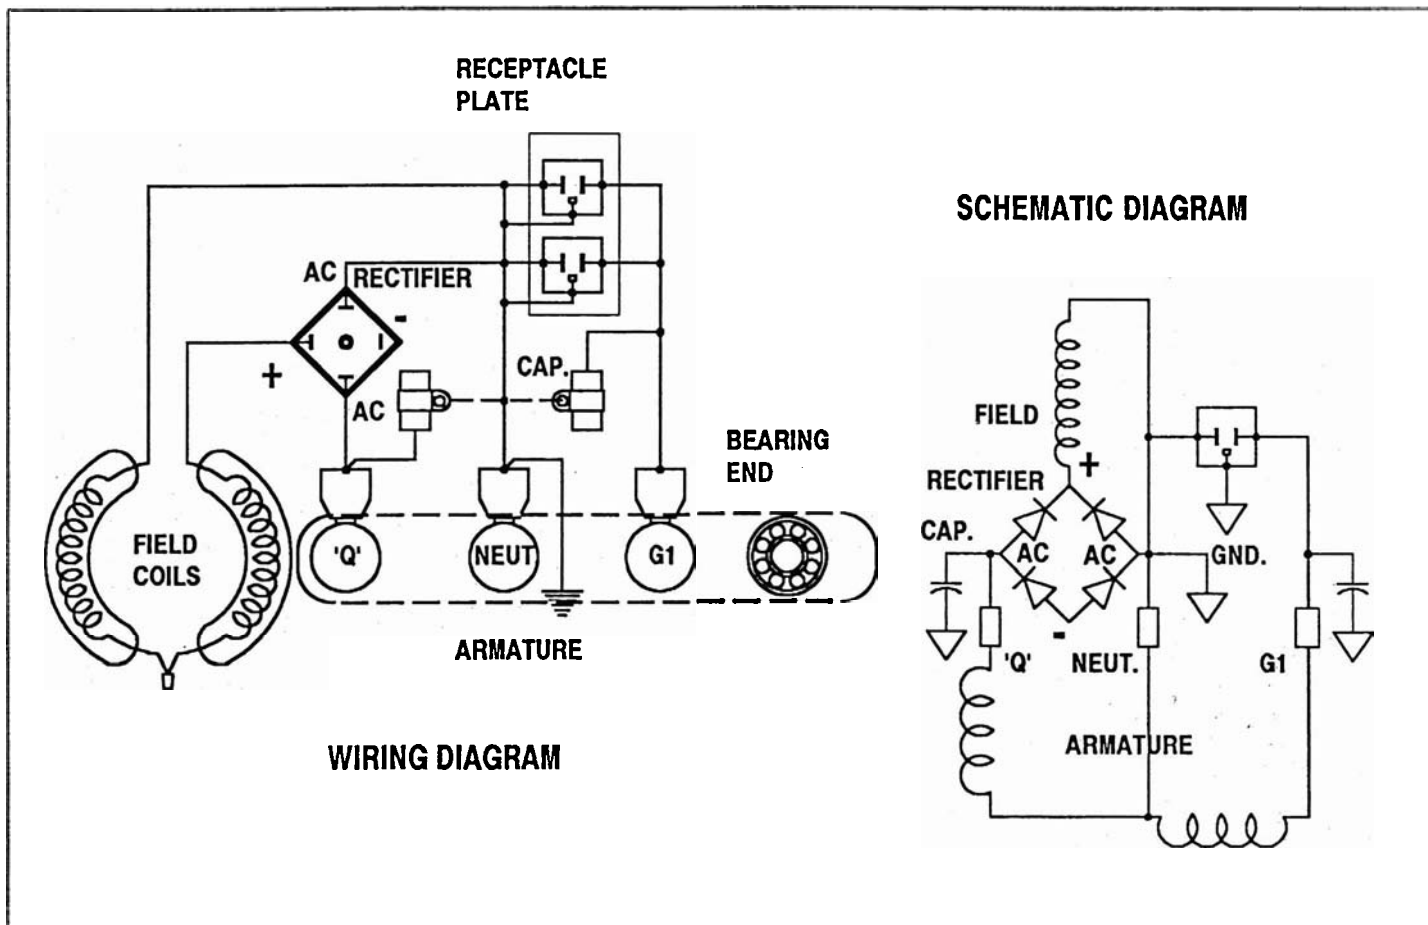 RECEPTACLE
PLATE
AC
RECTIFIER
-
+
AC
CAP.
BEARING
END
FIELD
COILS
'Q'
NEUT
G1
ARMATURE
WIRING DIAGRAM
SCHEMATIC DIAGRAM
FIELD
+
RECTIFIER
CAP.
AC
AC
GND.
-
'Q'
NEUT.
G1
ARMATURE